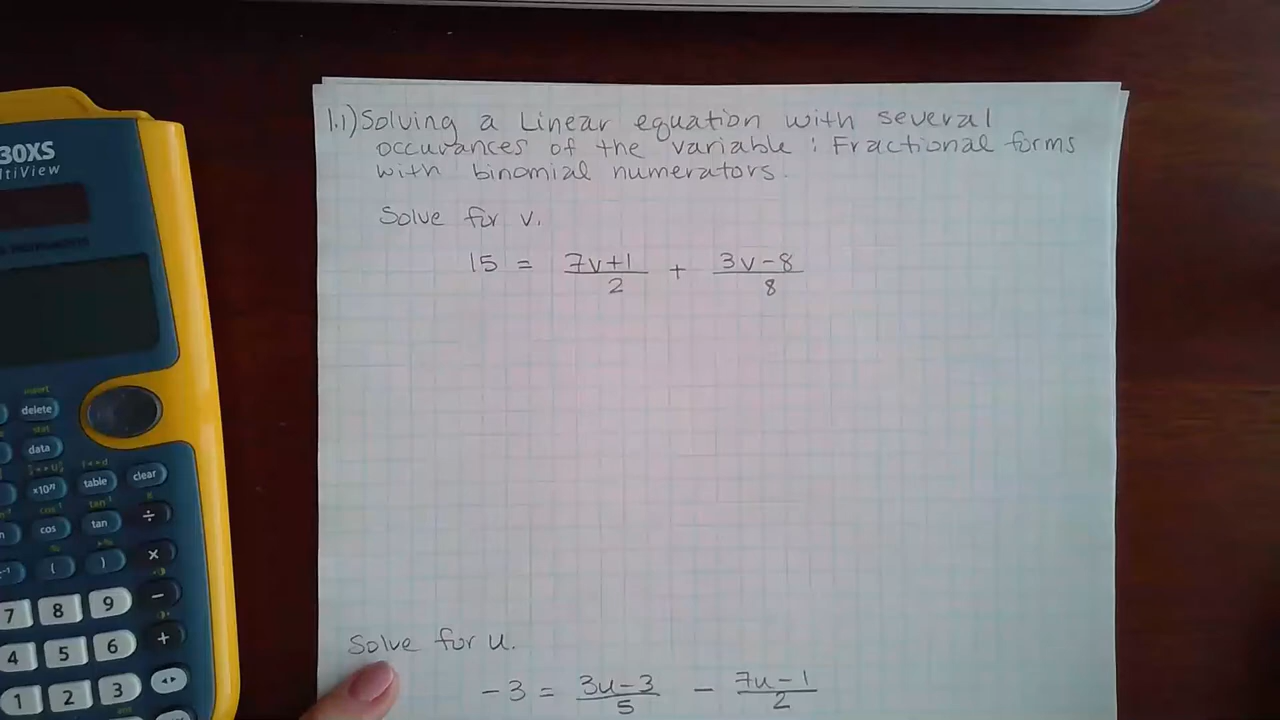 1.1) Solving a Linear equation with several
occurances of the variable : Fractional forms
with binomial numerators.
Solve for v.
15 = 7v+1/2 + 3v-8/8
Solve for u.
-3 = 3u-3/5 - 7u-1/2
30XS
MultiView
delete
data
×10ⁿ
table
clear
cos
tan
÷
(
)
×
7
8
9
−
4
5
6
+
1
2
3